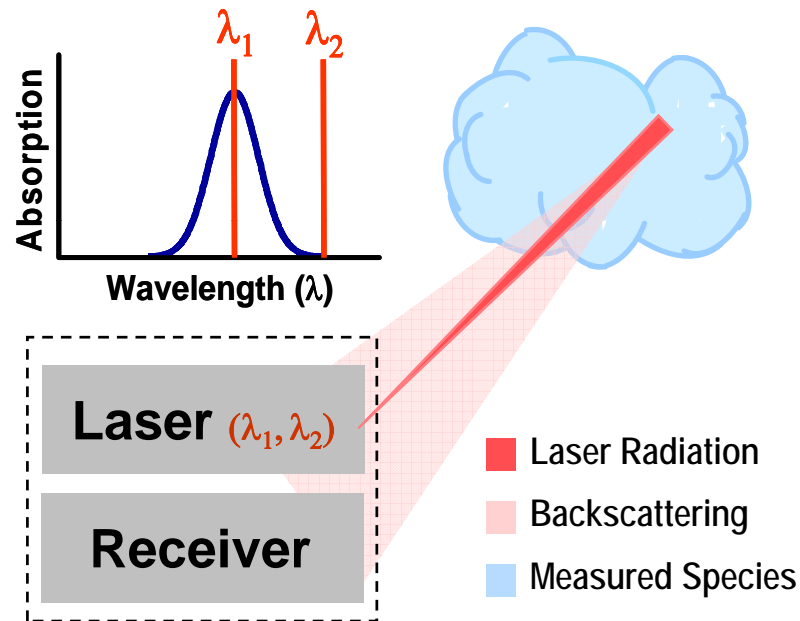 λ₁ λ₂
Absorption
Wavelength (λ)
Laser (λ₁, λ₂)
Receiver
Laser Radiation
Backscattering
Measured Species